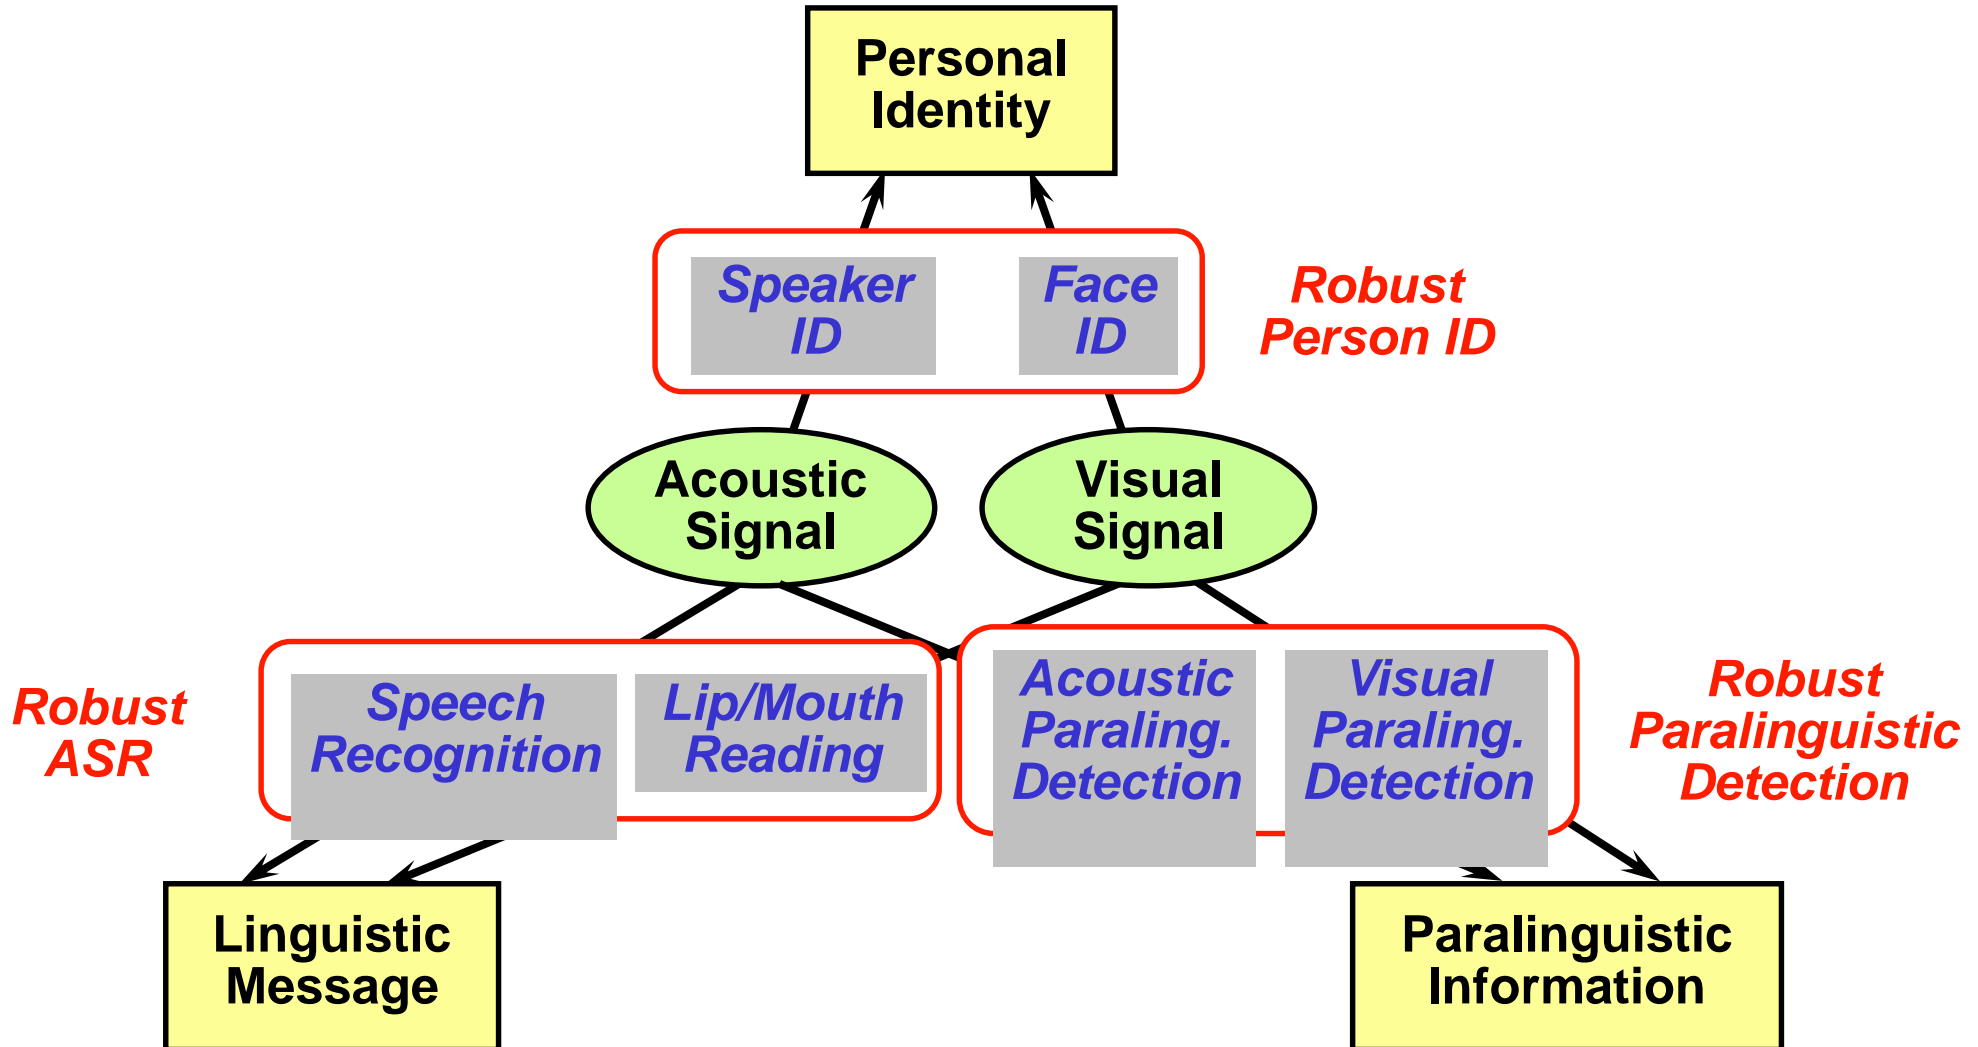 Personal
Identity
Speaker
ID
Face
ID
Robust
Person ID
Acoustic
Signal
Visual
Signal
Robust
ASR
Speech
Recognition
Lip/Mouth
Reading
Acoustic
Paraling.
Detection
Visual
Paraling.
Detection
Robust
Paralinguistic
Detection
Linguistic
Message
Paralinguistic
Information